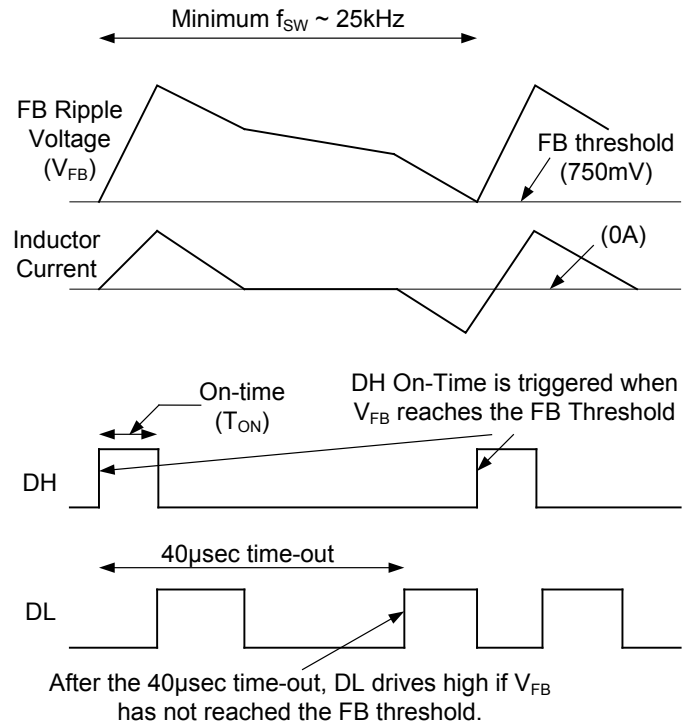 Minimum fSW ~ 25kHz
FB Ripple
Voltage
(VFB)
FB threshold
(750mV)
Inductor
Current
(0A)
On-time
(TON)
DH On-Time is triggered when
VFB reaches the FB Threshold
DH
40µsec time-out
DL
After the 40µsec time-out, DL drives high if VFB
has not reached the FB threshold.